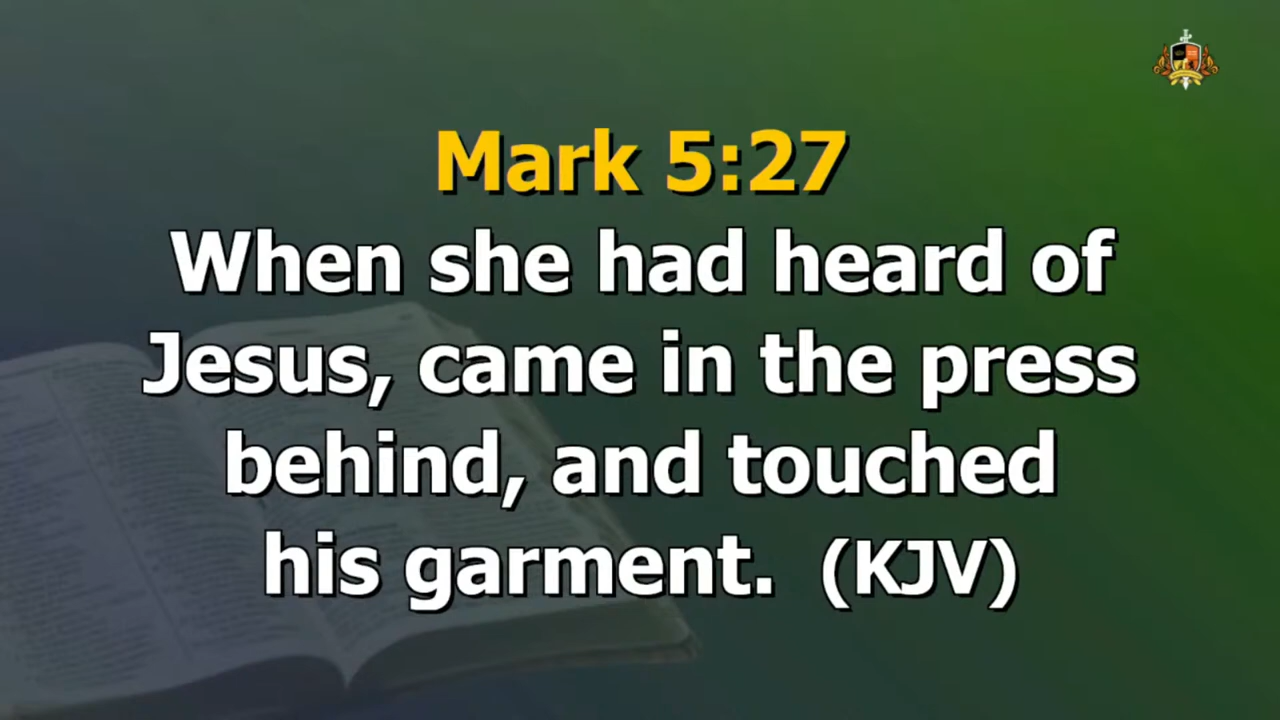 Mark 5:27
When she had heard of
Jesus, came in the press
behind, and touched
his garment. (KJV)